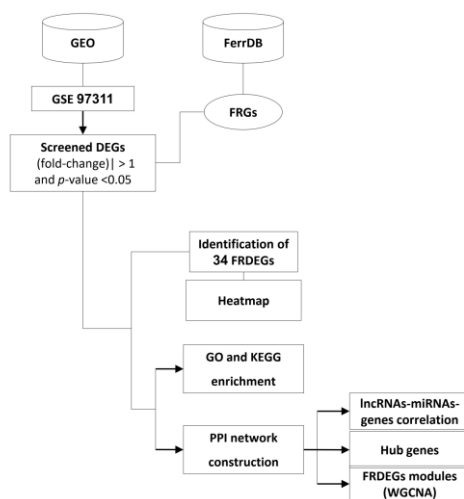 GEO
FerrDB
GSE 97311
FRGs
Screened DEGs
(fold-change)| > 1
and p-value <0.05
Identification of
34 FRDEGs
Heatmap
GO and KEGG
enrichment
PPI network
construction
lncRNAs-miRNAs-
genes correlation
Hub genes
FRDEGs modules
(WGCNA)